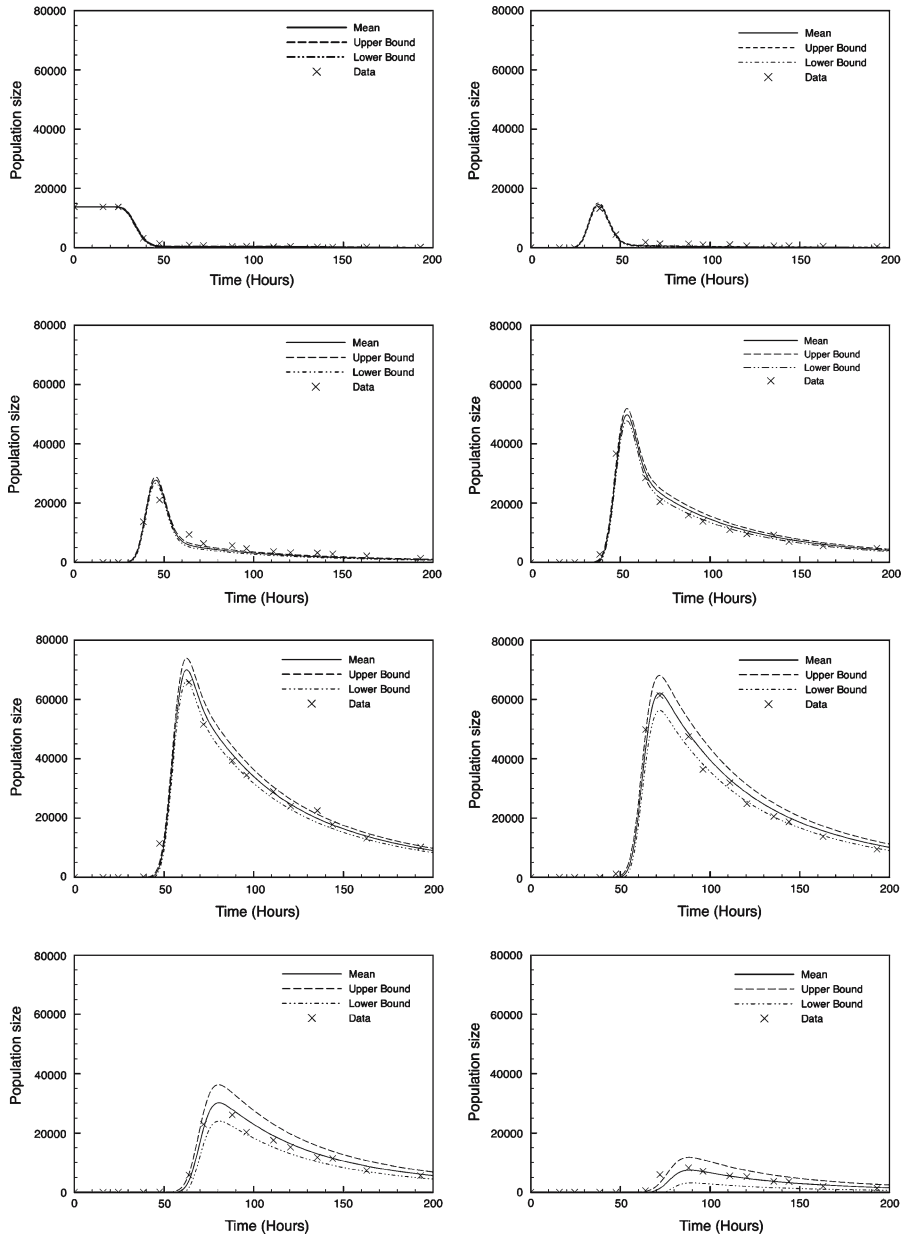 80000
60000
40000
20000
0
Population size
Mean
Upper Bound
Lower Bound
Data
0 50 100 150 200
Time (Hours)
80000
60000
40000
20000
0
Population size
Mean
Upper Bound
Lower Bound
Data
0 50 100 150 200
Time (Hours)
80000
60000
40000
20000
0
Population size
Mean
Upper Bound
Lower Bound
Data
0 50 100 150 200
Time (Hours)
80000
60000
40000
20000
0
Population size
Mean
Upper Bound
Lower Bound
Data
0 50 100 150 200
Time (Hours)
80000
60000
40000
20000
0
Population size
Mean
Upper Bound
Lower Bound
Data
0 50 100 150 200
Time (Hours)
80000
60000
40000
20000
0
Population size
Mean
Upper Bound
Lower Bound
Data
0 50 100 150 200
Time (Hours)
80000
60000
40000
20000
0
Population size
Mean
Upper Bound
Lower Bound
Data
0 50 100 150 200
Time (Hours)
80000
60000
40000
20000
0
Population size
Mean
Upper Bound
Lower Bound
Data
0 50 100 150 200
Time (Hours)